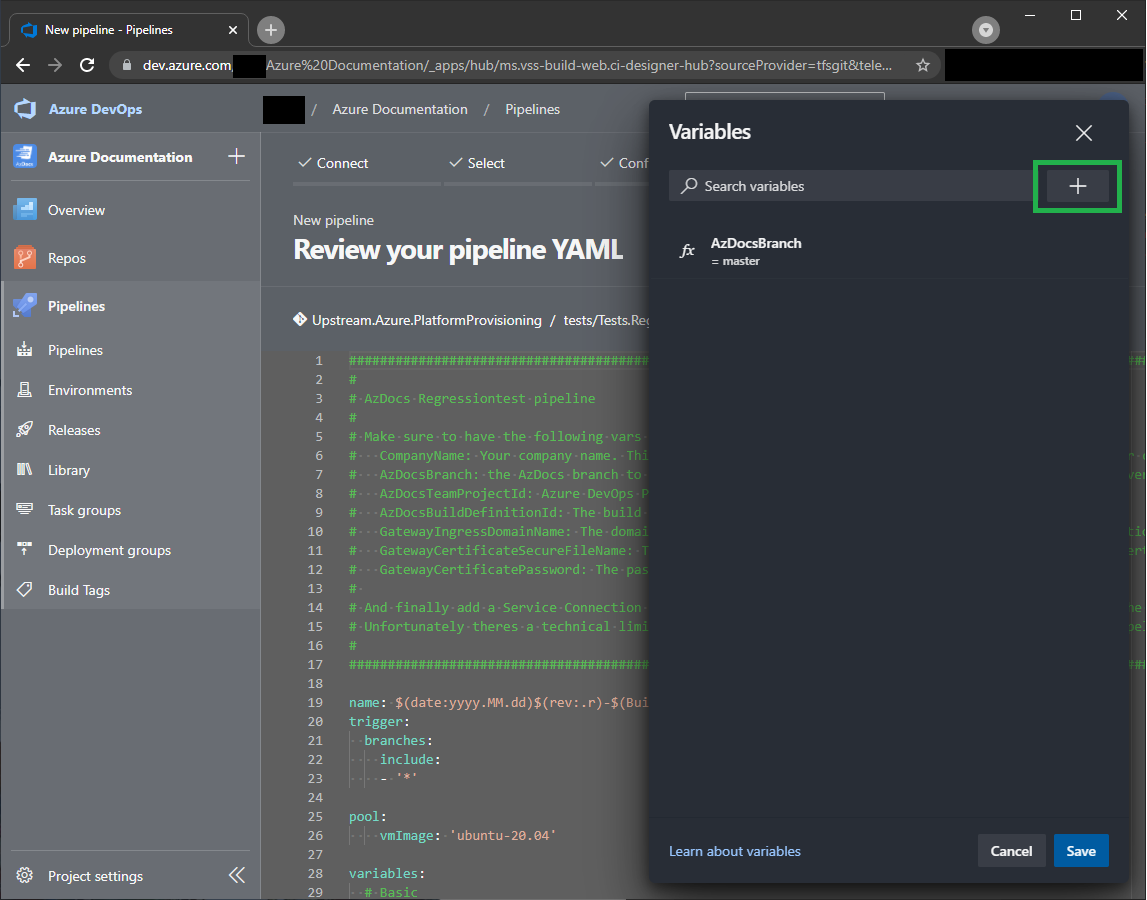 New pipeline - Pipelines
dev.azure.com
Azure%20Documentation/_apps/hub/ms.vss-build-web.ci-designer-hub?sourceProvider=tfsgit&tele...
Azure DevOps
/ Azure Documentation / Pipelines
Azure Documentation
Overview
Repos
Pipelines
Pipelines
Environments
Releases
Library
Task groups
Deployment groups
Build Tags
Project settings
Connect
Select
Conf
New pipeline
Review your pipeline YAML
Upstream.Azure.PlatformProvisioning / tests/Tests.Reg
1 #######################################
2 #
3 # AzDocs Regressiontest pipeline
4 #
5 # Make sure to have the following vars
6 #   CompanyName: Your company name. Thi
7 #   AzDocsBranch: the AzDocs branch to
8 #   AzDocsTeamProjectId: Azure DevOps P
9 #   AzDocsBuildDefinitionId: The build
10 #   GatewayIngressDomainName: The domai
11 #   GatewayCertificateSecureFileName: T
12 #   GatewayCertificatePassword: The pas
13 #
14 # And finally add a Service Connection
15 # Unfortunately theres a technical limi
16 #
17 #######################################
18
19 name: $(date:yyyy.MM.dd)$(rev:.r)-$(Bui
20 trigger:
21   branches:
22     include:
23     - '*'
24
25 pool:
26     vmImage: 'ubuntu-20.04'
27
28 variables:
29   # Basic
Variables
Search variables
fx
AzDocsBranch
= master
Learn about variables
Cancel
Save